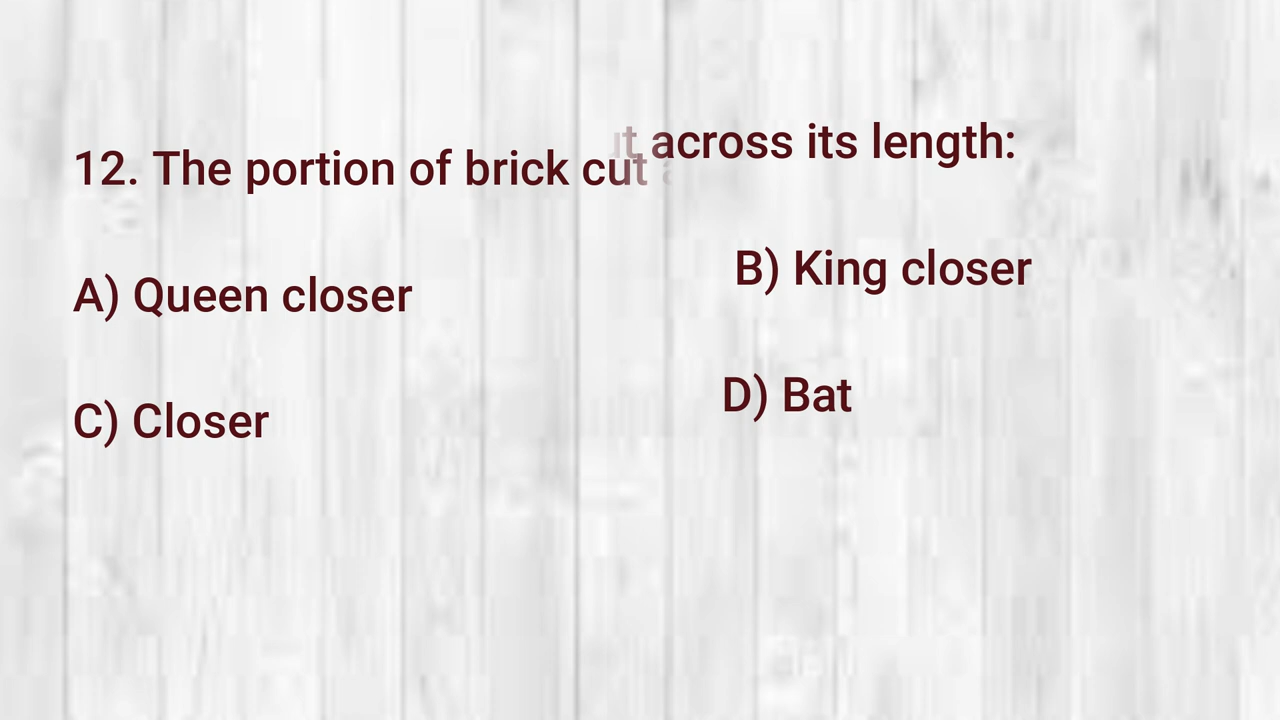 12. The portion of brick cut across its length:
A) Queen closer
B) King closer
C) Closer
D) Bat